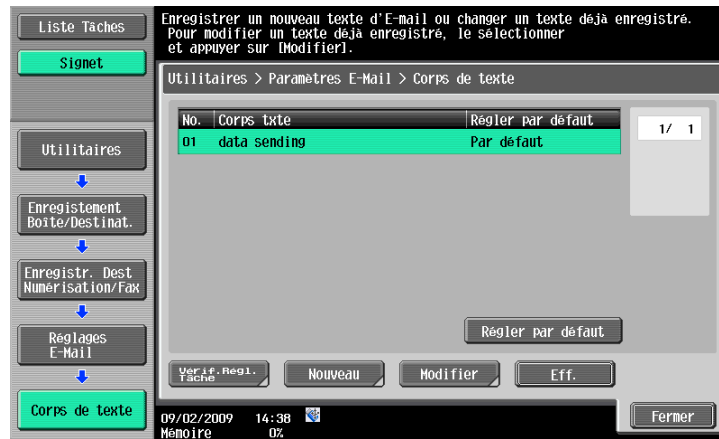 Liste Tâches
Signet
Enregistrer un nouveau texte d'E-mail ou changer un texte déjà enregistré.
Pour modifier un texte déjà enregistré, le sélectionner
et appuyer sur [Modifier].
Utilitaires > Paramètres E-Mail > Corps de texte
No. Corps txte Régler par défaut
01 data sending Par défaut
1/ 1
Utilitaires
Enregistement
Boîte/Destinat.
Enregistr. Dest
Numérisation/Fax
Réglages
E-Mail
Corps de texte
Régler par défaut
Vérif.Régl.
Tâche
Nouveau
Modifier
Eff.
09/02/2009 14:38
Mémoire 0%
Fermer